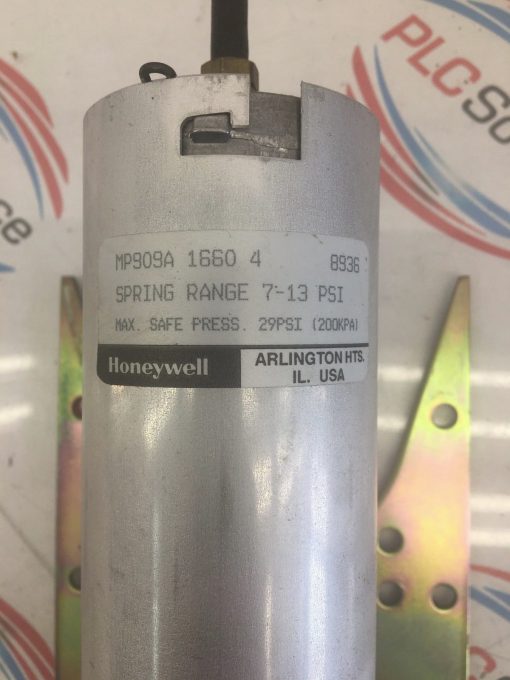 PLC Source
MP909A 1660 4 8936
SPRING RANGE 7-13 PSI
MAX. SAFE PRESS. 29PSI (200KPA)
Honeywell
ARLINGTON HTS.
IL. USA